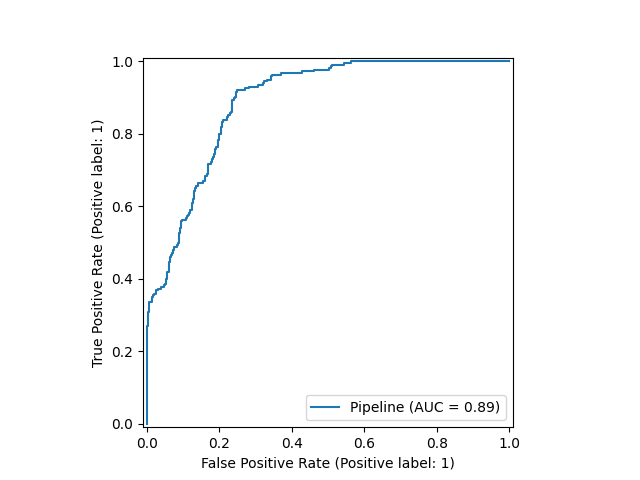 1.0
0.8
0.6
0.4
0.2
0.0
True Positive Rate (Positive label: 1)
Pipeline (AUC = 0.89)
0.0 0.2 0.4 0.6 0.8 1.0
False Positive Rate (Positive label: 1)